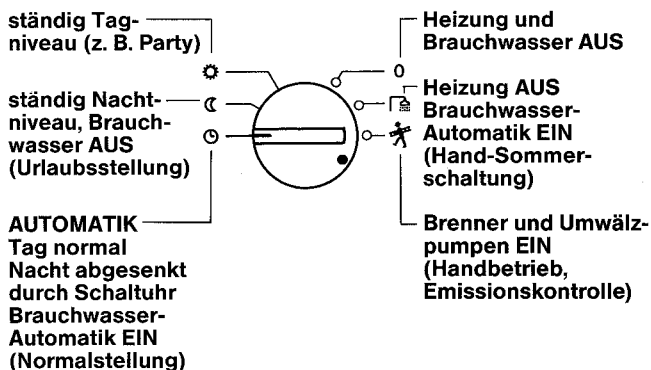 ständig Tag-
niveau (z. B. Party)
ständig Nacht-
niveau, Brauch-
wasser AUS
(Urlaubsstellung)
AUTOMATIK
Tag normal
Nacht abgesenkt
durch Schaltuhr
Brauchwasser-
Automatik EIN
(Normalstellung)
0
Heizung und
Brauchwasser AUS
Heizung AUS
Brauchwasser-
Automatik EIN
(Hand-Sommer-
schaltung)
Brenner und Umwälz-
pumpen EIN
(Handbetrieb,
Emissionskontrolle)